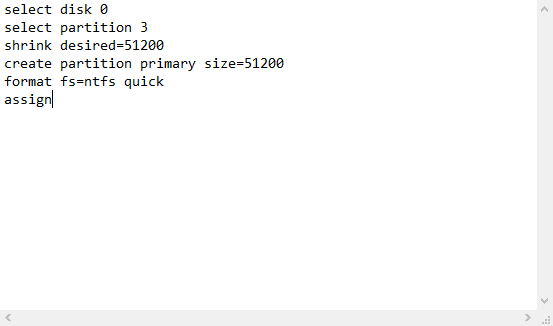 select disk 0
select partition 3
shrink desired=51200
create partition primary size=51200
format fs=ntfs quick
assign